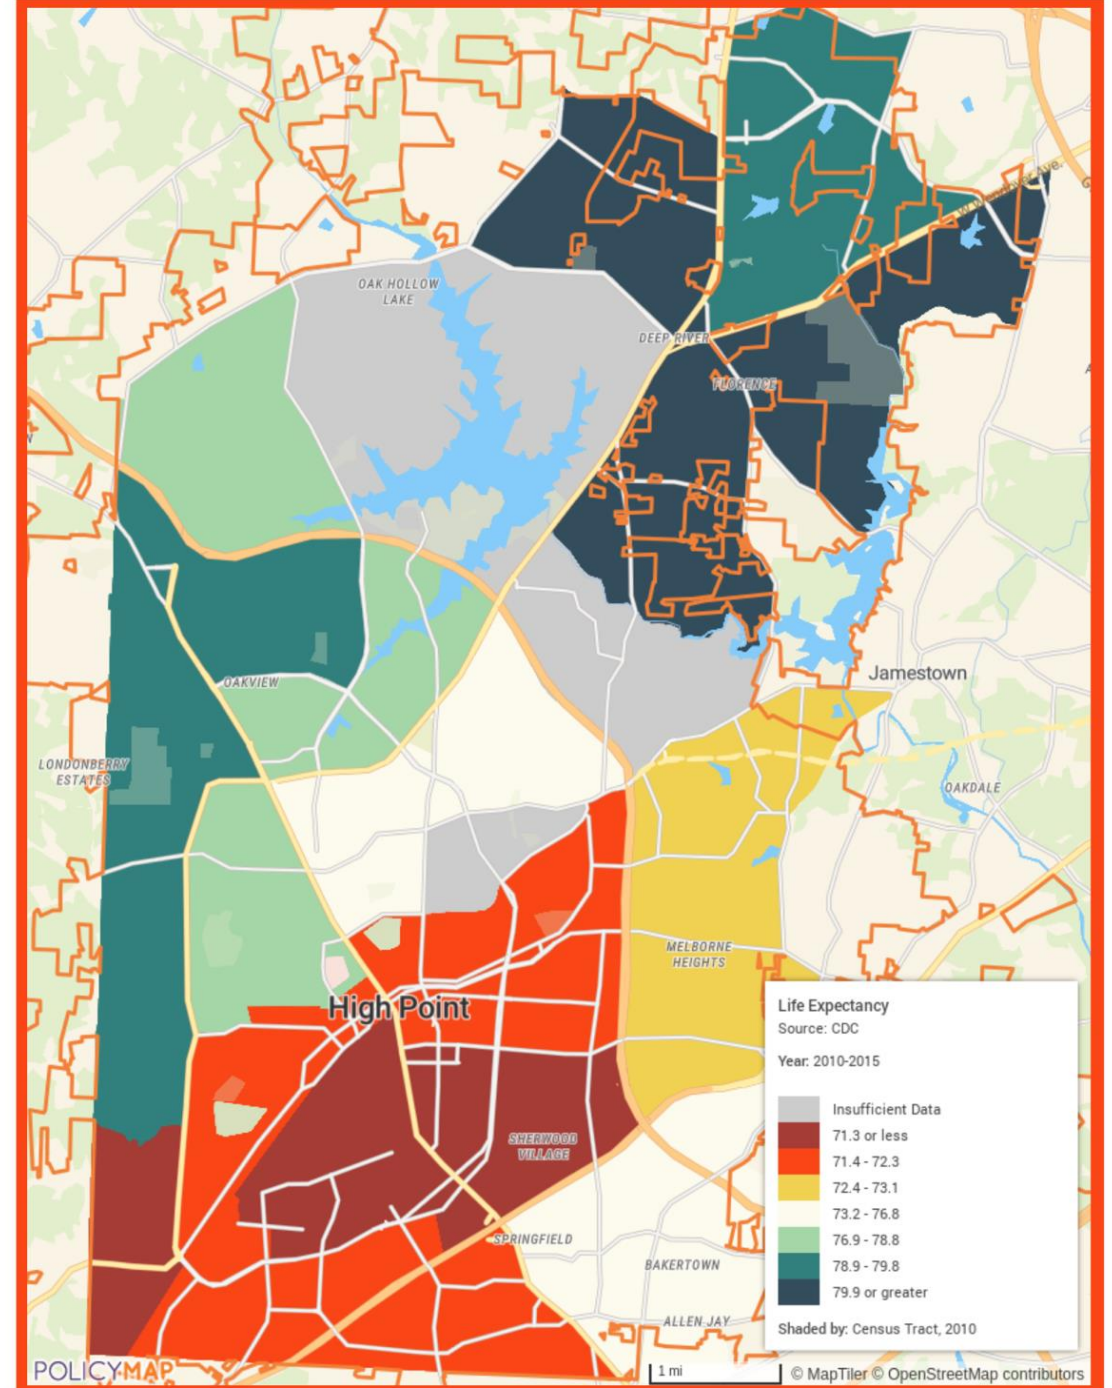 W Wendover Ave.
OAK HOLLOW
LAKE
DEEP RIVER
FLORENCE
Jamestown
OAKVIEW
LONDONBERRY
ESTATES
OAKDALE
MELBORNE
HEIGHTS
High Point
SHERWOOD
VILLAGE
SPRINGFIELD
BAKERTOWN
ALLEN JAY
Life Expectancy
Source: CDC
Year: 2010-2015
Insufficient Data
71.3 or less
71.4 - 72.3
72.4 - 73.1
73.2 - 76.8
76.9 - 78.8
78.9 - 79.8
79.9 or greater
Shaded by: Census Tract, 2010
POLICYMAP
1 mi
© MapTiler © OpenStreetMap contributors